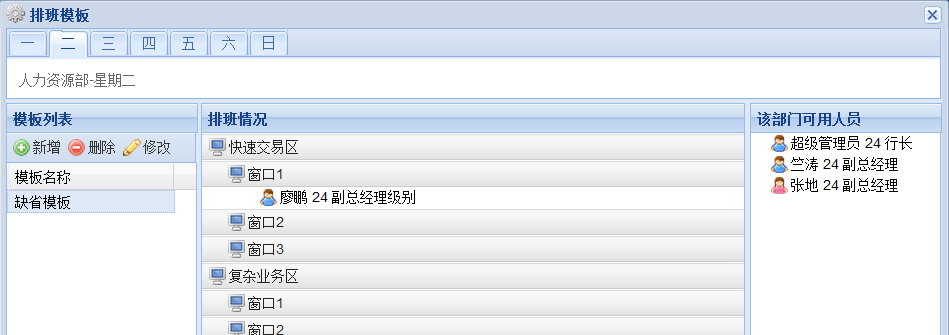 排班模板
一 二 三 四 五 六 日
人力资源部-星期二
模板列表
新增 删除 修改
模板名称
缺省模板
排班情况
快速交易区
窗口1
廖鹏 24 副总经理级别
窗口2
窗口3
复杂业务区
窗口1
窗口2
该部门可用人员
超级管理员 24 行长
竺涛 24 副总经理
张地 24 副总经理